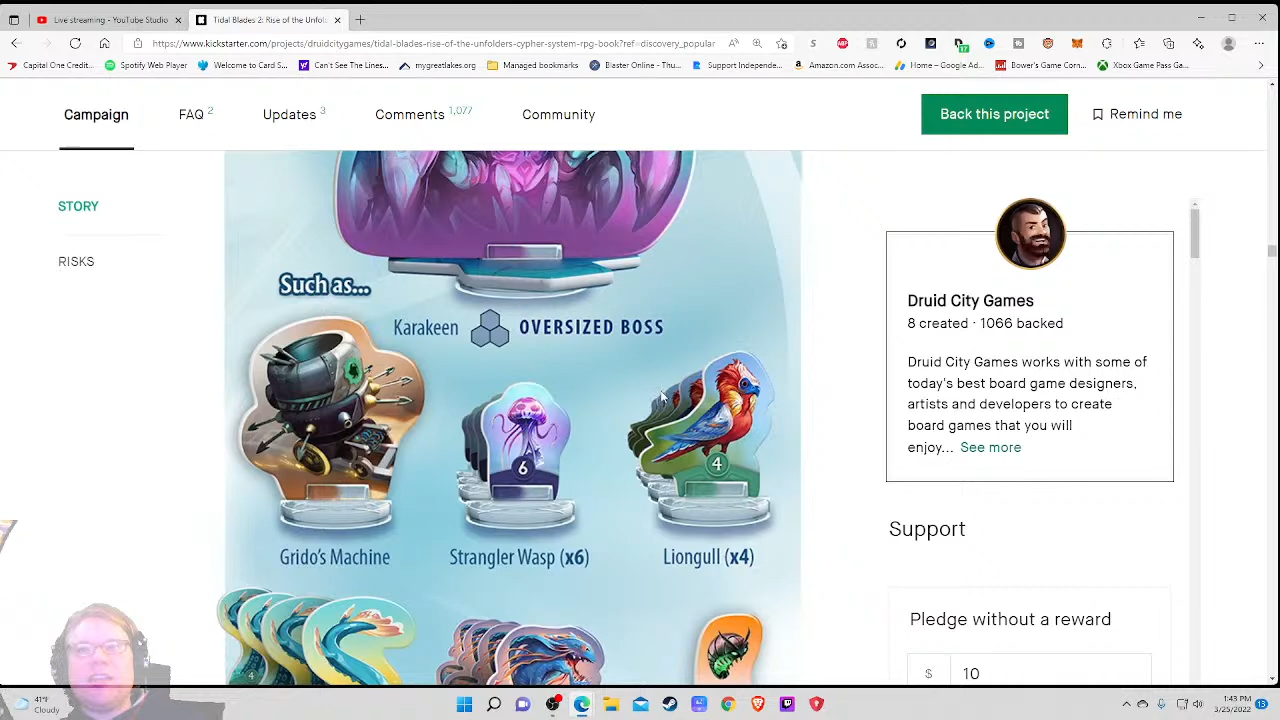 Live streaming - YouTube Studio
Tidal Blades 2: Rise of the Unfol
https://www.kickstarter.com/projects/druidcitygames/tidal-blades-rise-of-the-unfolders-cypher-system-rpg-book?ref=discovery_popular
Capital One Credit...
Spotify Web Player
Welcome to Card S...
Can't See The Lines...
mygreatlakes.org
Managed bookmarks
Blaster Online - Thu...
Support Independe...
Amazon.com Assoc...
Home – Google Ad...
Bower's Game Corn...
Xbox Game Pass Ga...
Campaign
FAQ 2
Updates 3
Comments 1,077
Community
Back this project
Remind me
STORY
RISKS
Such as...
Karakeen OVERSIZED BOSS
6
4
Grido's Machine
Strangler Wasp (x6)
Liongull (x4)
4
Druid City Games
8 created · 1066 backed
Druid City Games works with some of
today's best board game designers,
artists and developers to create
board games that you will
enjoy... See more
Support
Pledge without a reward
$ 10
41°F
Cloudy
1:43 PM
3/25/2022